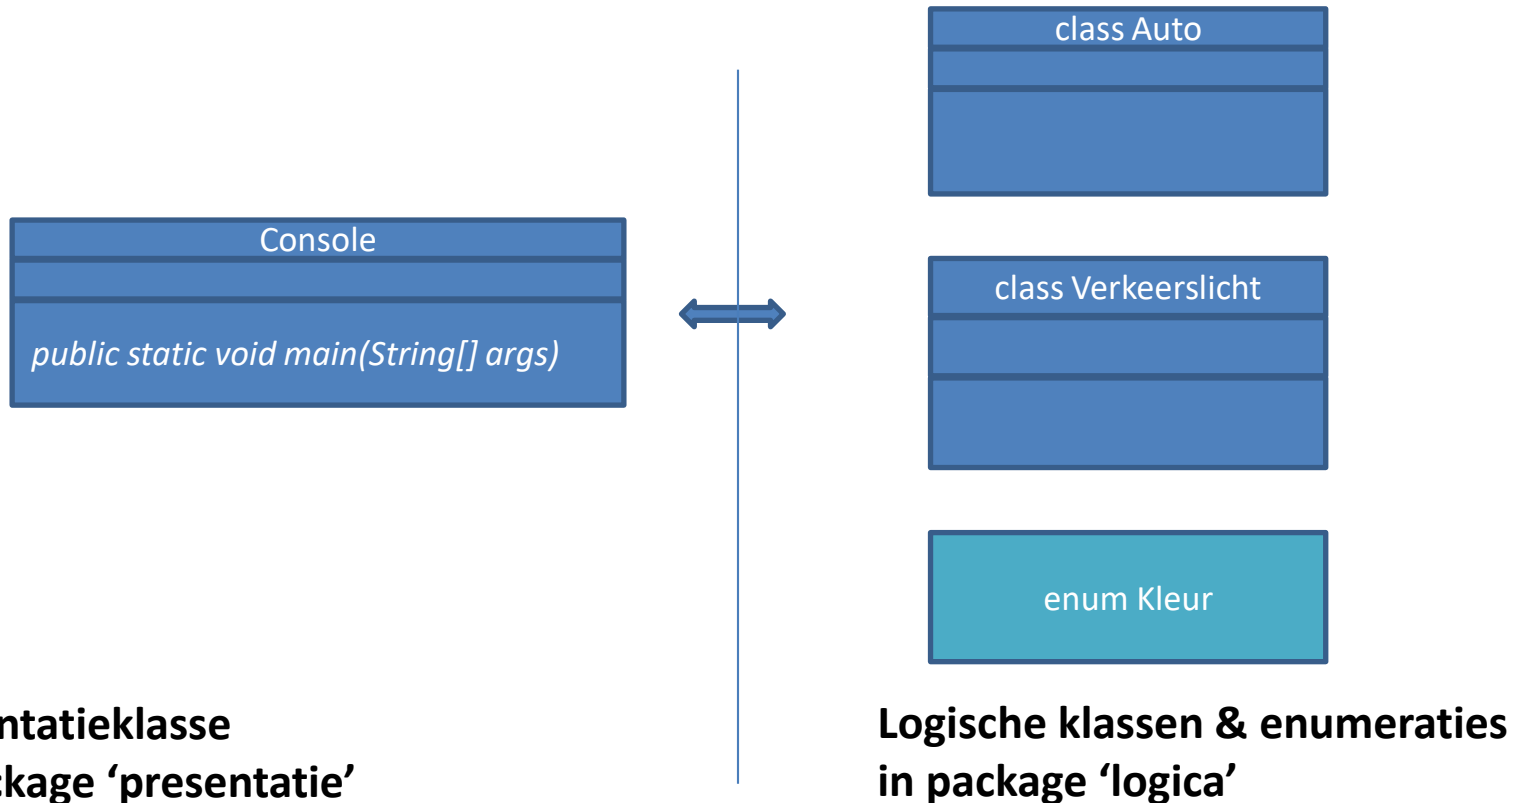 class Auto
Console
public static void main(String[] args)
class Verkeerslicht
enum Kleur
ntatieklasse
ckage ‘presentatie’
Logische klassen & enumeraties
in package ‘logica’